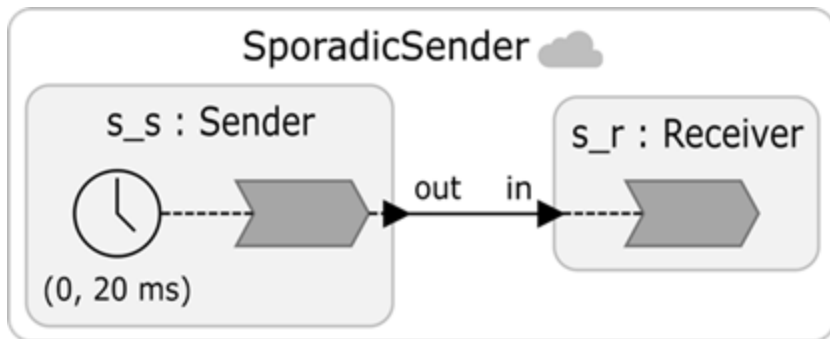 SporadicSender
s_s : Sender
s_r : Receiver
out
in
(0, 20 ms)